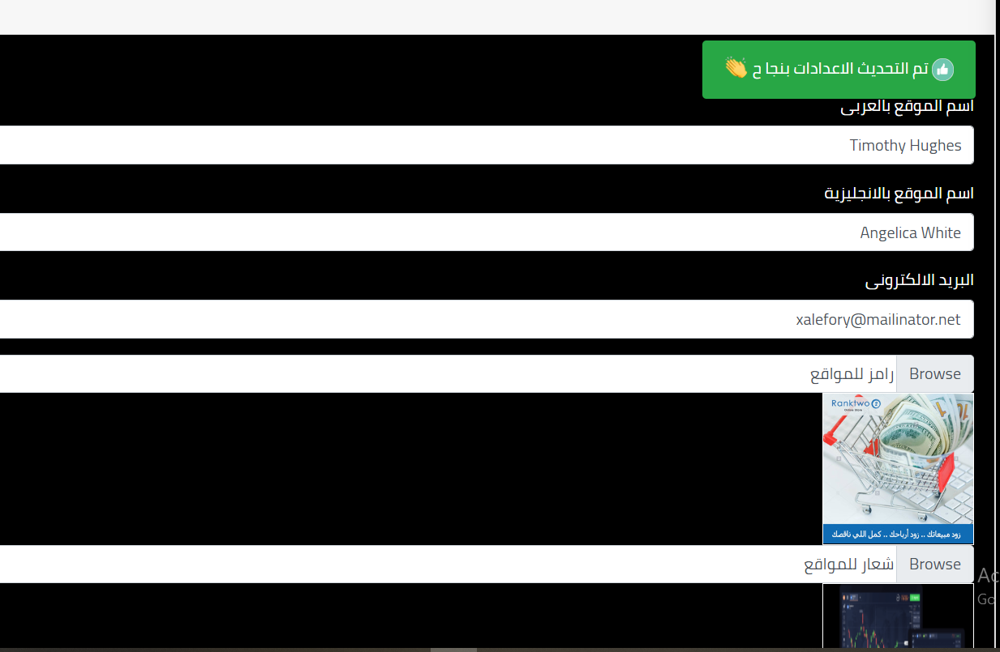 تم التحديث الاعدادات بنجا ح
اسم الموقع بالعربى
Timothy Hughes
اسم الموقع بالانجليزية
Angelica White
البريد الالكترونى
xalefory@mailinator.net
Browse رامز للمواقع
Ranktwo 2
Online Store
زود مبيعاتك .. زود أرباحك .. كمل اللي ناقصك
Browse شعار للمواقع
Ac
Go